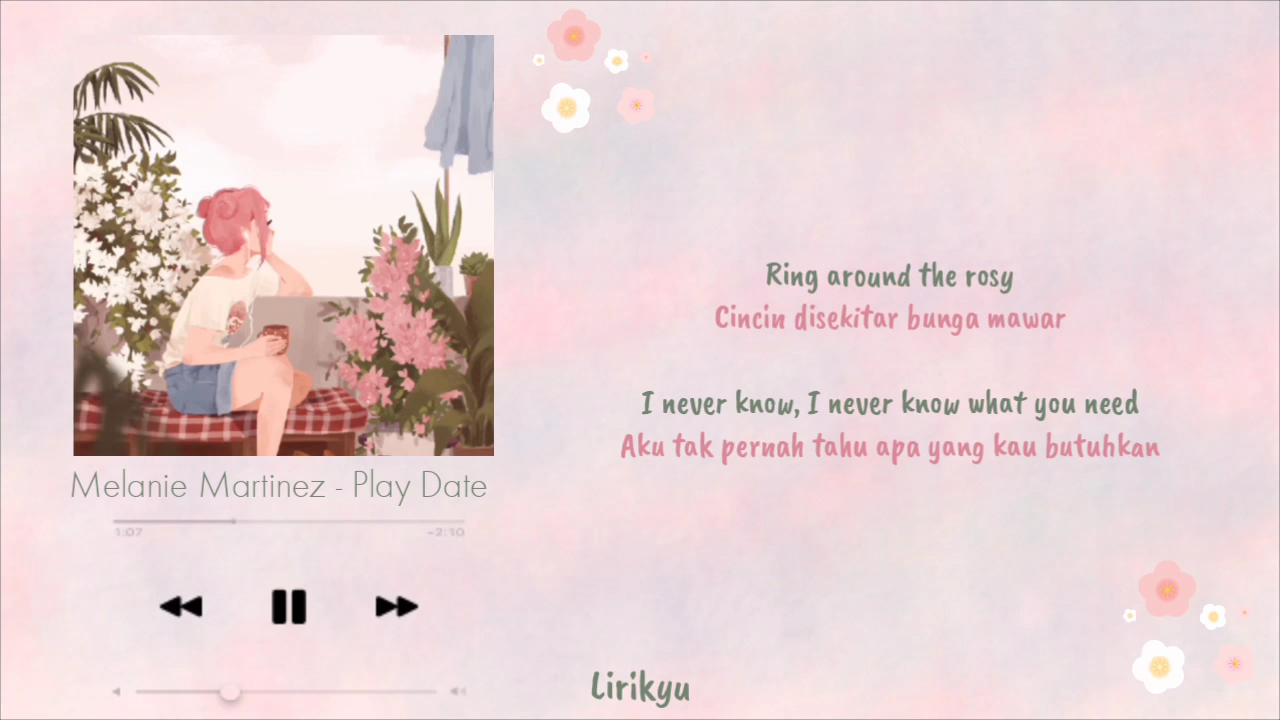 Ring around the rosy
Cincin disekitar bunga mawar
I never know, I never know what you need
Aku tak pernah tahu apa yang kau butuhkan
Melanie Martinez - Play Date
1:07
-2:10
Lirikyu